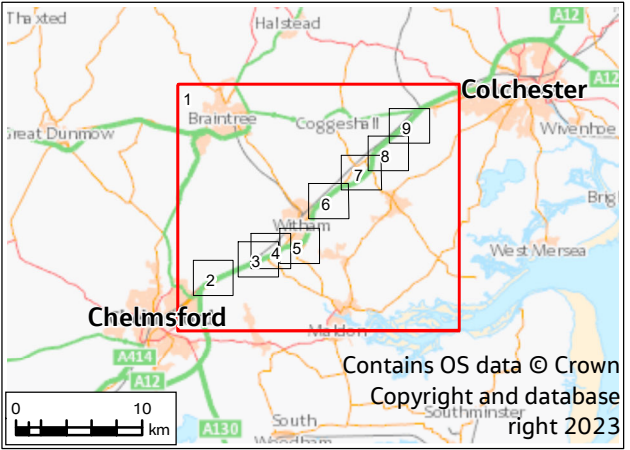 Thaxted
Halstead
A12
Colchester
A12
1
Braintree
Coggeshall
9
Great Dunmow
Wivenhoe
8
7
6
Brig
Witham
5
4
3
West Mersea
2
Chelmsford
Maldon
A414
A12
Contains OS data © Crown
Copyright and database
right 2023
Southminster
0 10
km
A130
South
Woodham